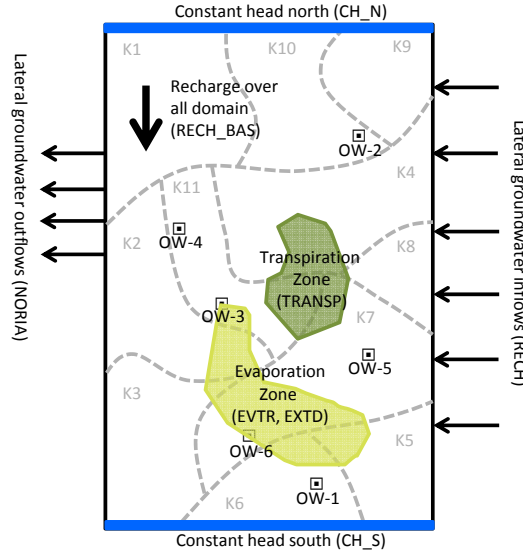 Constant head north (CH_N)
K1
K10
K9
Recharge over
all domain
(RECH_BAS)
OW-2
K4
K11
K2
OW-4
K8
Transpiration
Zone
(TRANSP)
OW-3
K7
OW-5
K3
Evaporation
Zone
(EVTR, EXTD)
K5
OW-6
OW-1
K6
Constant head south (CH_S)
Lateral groundwater outflows (NORIA)
Lateral groundwater inflows (RECH)